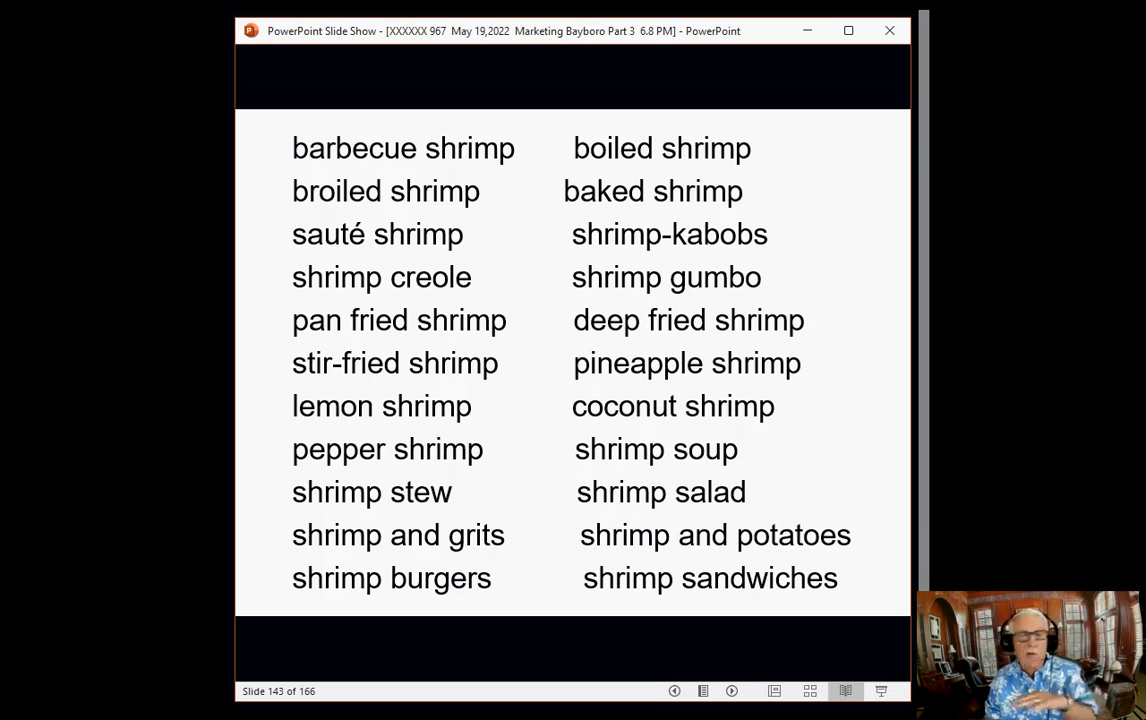 PowerPoint Slide Show - [XXXXXX 967 May 19,2022 Marketing Bayboro Part 3 6.8 PM] - PowerPoint
barbecue shrimp boiled shrimp
broiled shrimp baked shrimp
sauté shrimp shrimp-kabobs
shrimp creole shrimp gumbo
pan fried shrimp deep fried shrimp
stir-fried shrimp pineapple shrimp
lemon shrimp coconut shrimp
pepper shrimp shrimp soup
shrimp stew shrimp salad
shrimp and grits shrimp and potatoes
shrimp burgers shrimp sandwiches
Slide 143 of 166